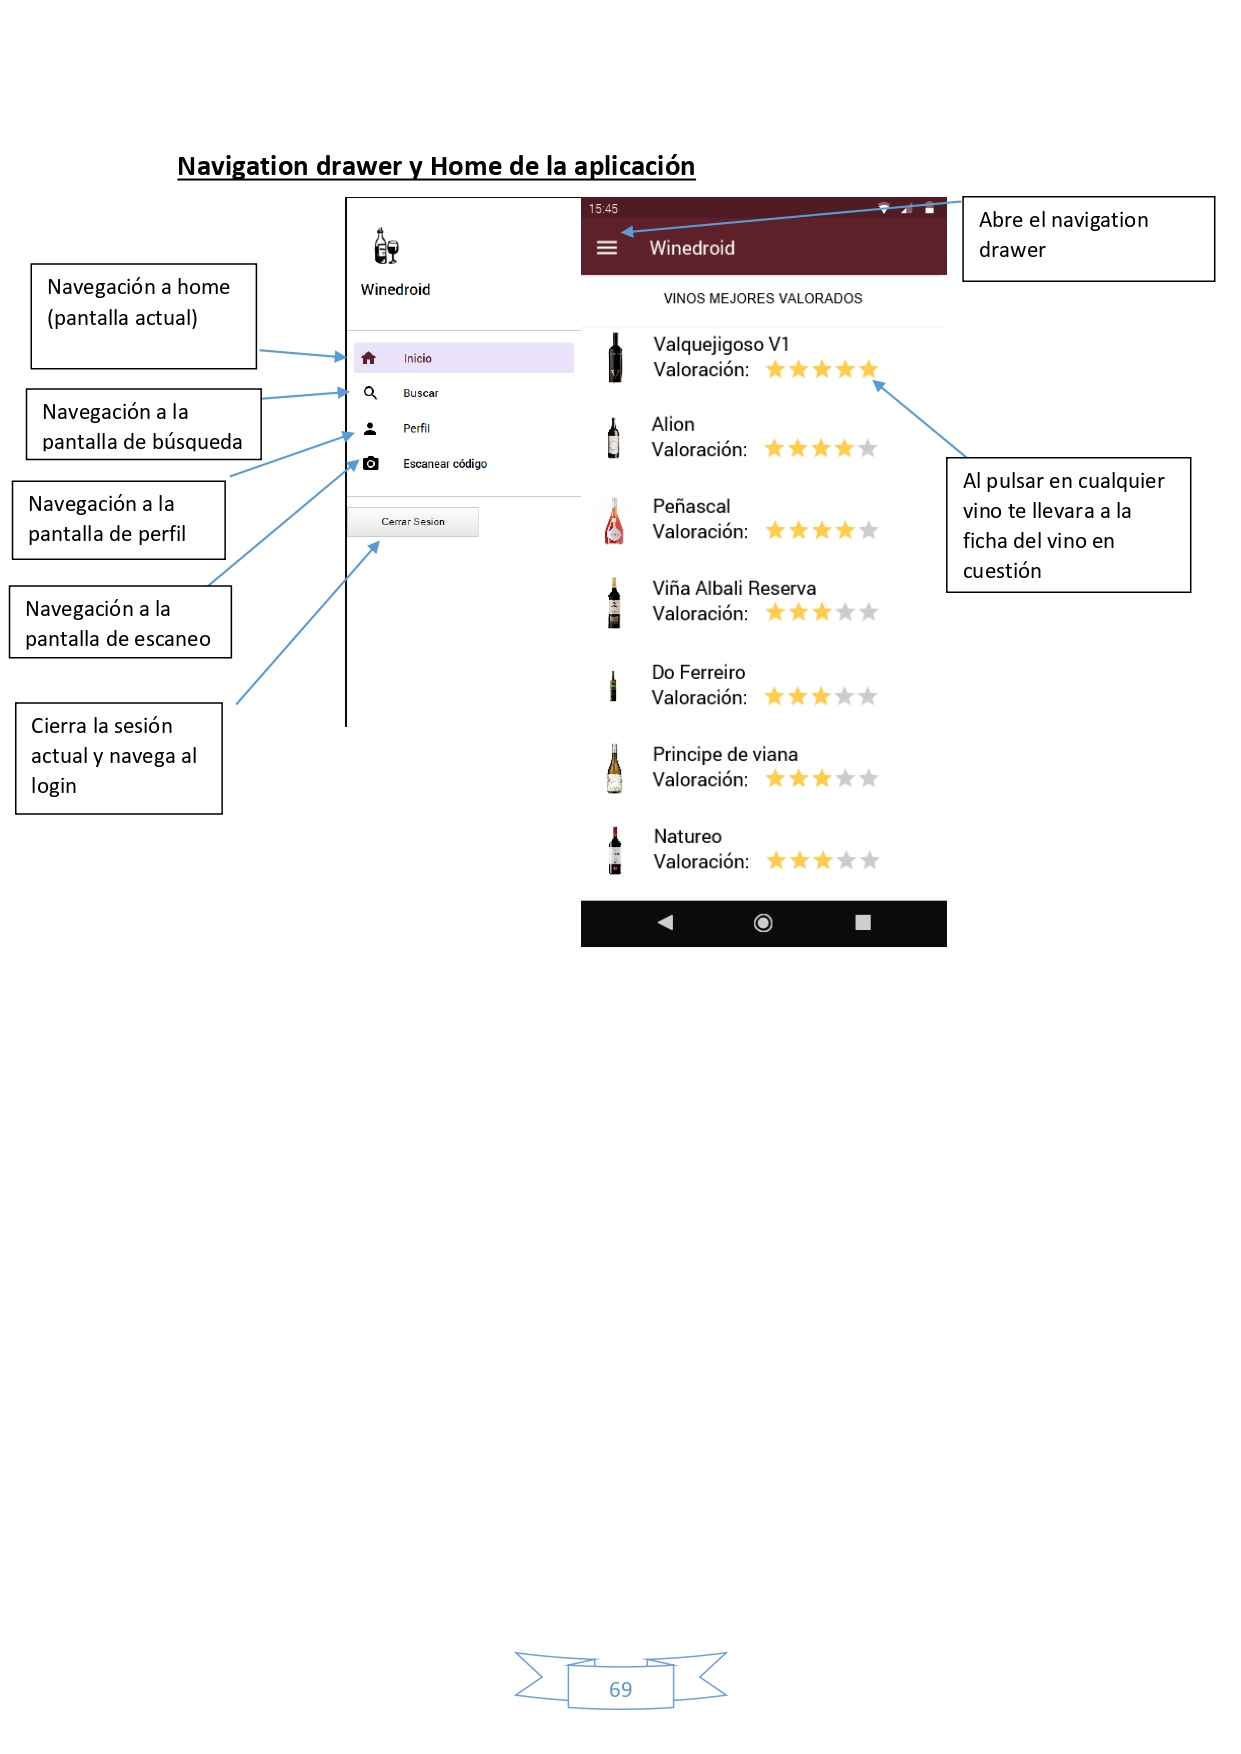 Navigation drawer y Home de la aplicación
Abre el navigation
drawer
Navegación a home
(pantalla actual)
Navegación a la
pantalla de búsqueda
Navegación a la
pantalla de perfil
Navegación a la
pantalla de escaneo
Cierra la sesión
actual y navega al
login
Winedroid
Inicio
Buscar
Perfil
Escanear código
Cerrar Sesion
15:45
Winedroid
VINOS MEJORES VALORADOS
Valquejigoso V1
Valoración:
Alion
Valoración:
Peñascal
Valoración:
Viña Albali Reserva
Valoración:
Do Ferreiro
Valoración:
Principe de viana
Valoración:
Natureo
Valoración:
Al pulsar en cualquier
vino te llevara a la
ficha del vino en
cuestión
69